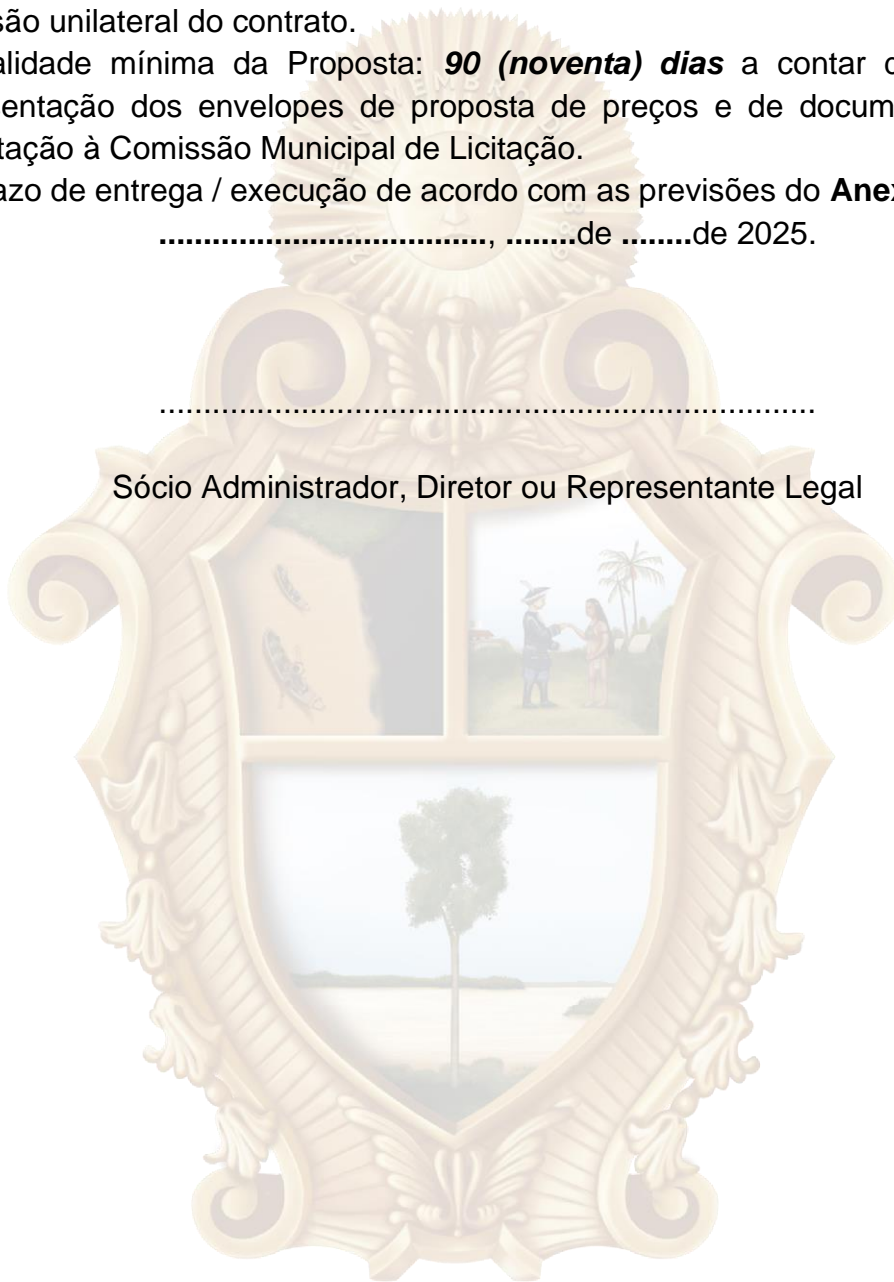 são unilateral do contrato.
alidade mínima da Proposta: 90 (noventa) dias a contar
entação dos envelopes de proposta de preços e de docum
tação à Comissão Municipal de Licitação.
azo de entrega / execução de acordo com as previsões do Ane
....................................., ........de ........de 2025.
..........................................................................
Sócio Administrador, Diretor ou Representante Legal